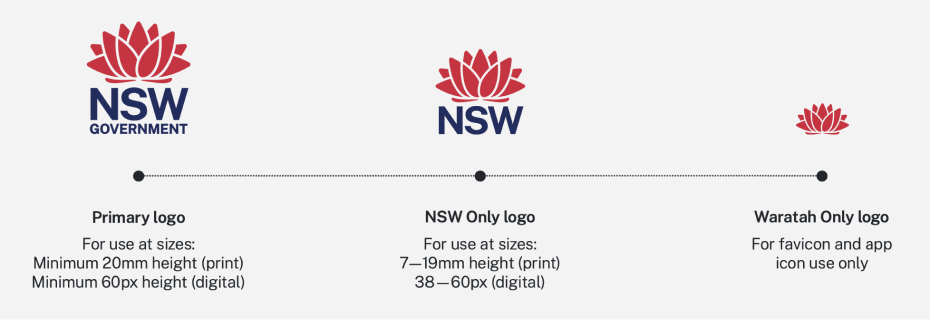 NSW
GOVERNMENT
NSW
Primary logo
For use at sizes:
Minimum 20mm height (print)
Minimum 60px height (digital)
NSW Only logo
For use at sizes:
7—19mm height (print)
38—60px (digital)
Waratah Only logo
For favicon and app
icon use only